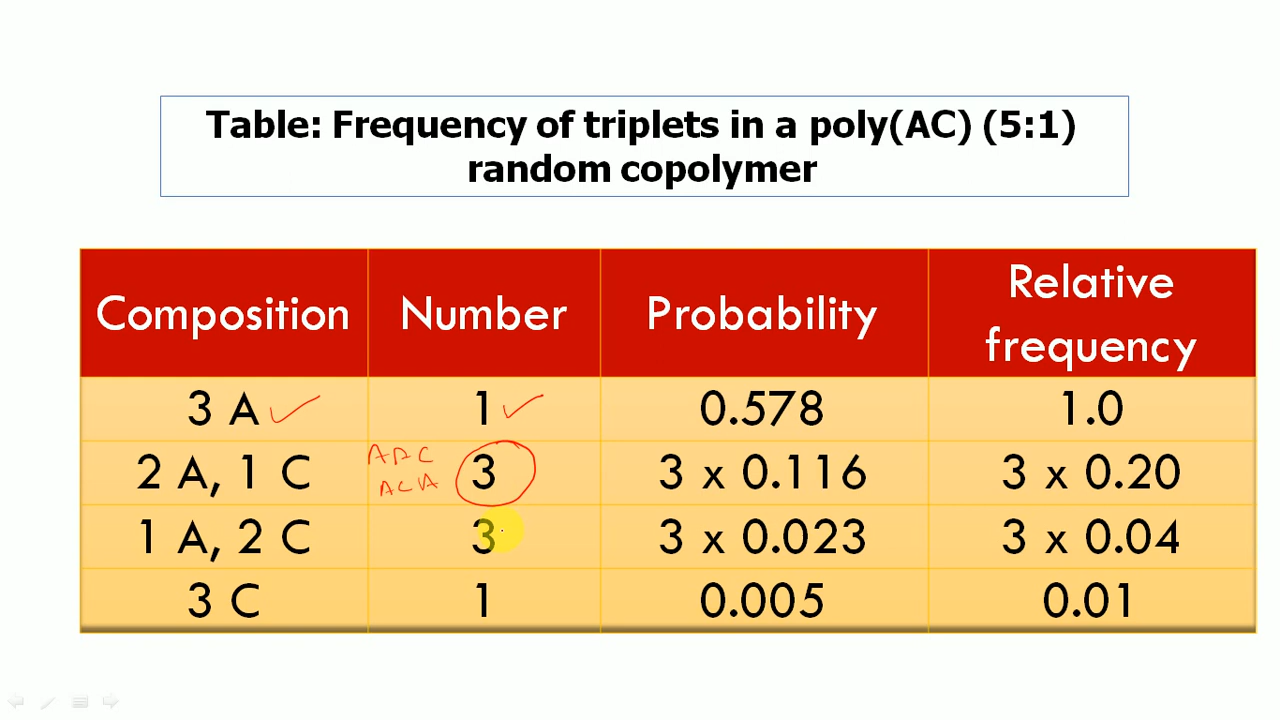 Table: Frequency of triplets in a poly(AC) (5:1)
random copolymer
Composition Number Probability Relative frequency
3 A 1 0.578 1.0
AAC
2 A, 1 C 3 3 x 0.116 3 x 0.20
ACA
1 A, 2 C 3 3 x 0.023 3 x 0.04
3 C 1 0.005 0.01